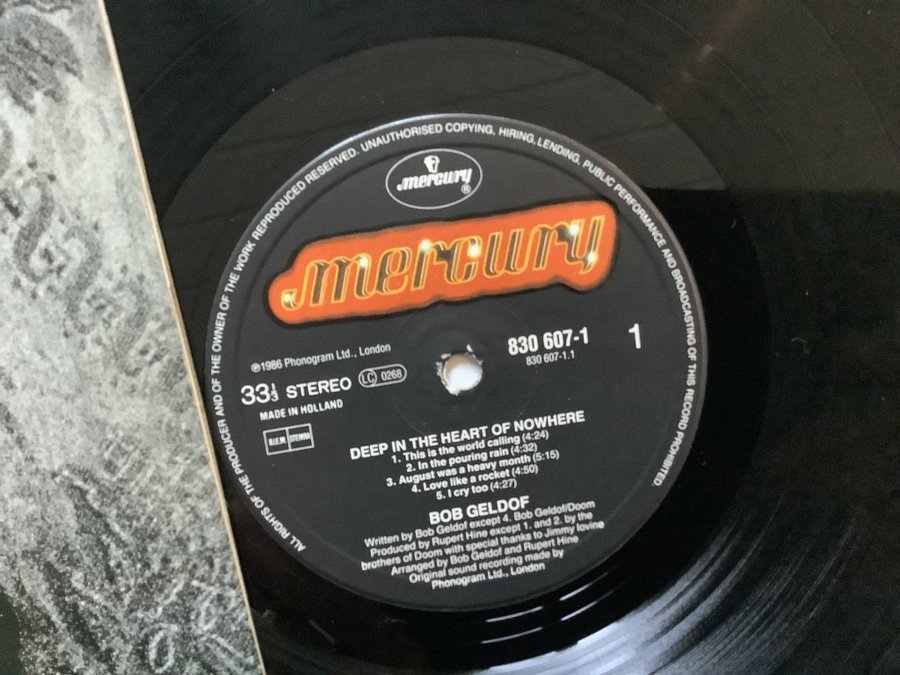 ALL RIGHTS OF THE PRODUCER AND OF THE OWNER OF THE WORK REPRODUCED RESERVED. UNAUTHORISED COPYING, HIRING, LENDING, PUBLIC PERFORMANCE AND BROADCASTING OF THIS RECORD PROHIBITED
mercury ®
mercury
℗1986 Phonogram Ltd., London
830 607-1
1
830 607-1.1
33⅓ STEREO LC 0268
MADE IN HOLLAND
B.I.E.M. STEMRA
DEEP IN THE HEART OF NOWHERE
1. This is the world calling (4:24)
2. In the pouring rain (4:32)
3. August was a heavy month (5:15)
4. Love like a rocket (4:50)
5. I cry too (4:27)
BOB GELDOF
Written by Bob Geldof except 4. Bob Geldof/Doom
Produced by Rupert Hine except 1. and 2. by the
brothers of Doom with special thanks to Jimmy Iovine
Arranged by Bob Geldof and Rupert Hine
Original sound recording made by
Phonogram Ltd., London